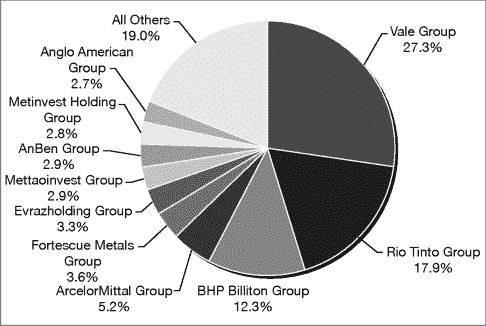 All Others
19.0%
Vale Group
27.3%
Anglo American
Group
2.7%
Metinvest Holding
Group
2.8%
AnBen Group
2.9%
Mettaoinvest Group
2.9%
Evrazholding Group
3.3%
Fortescue Metals
Group
3.6%
ArcelorMittal Group
5.2%
BHP Billiton Group
12.3%
Rio Tinto Group
17.9%